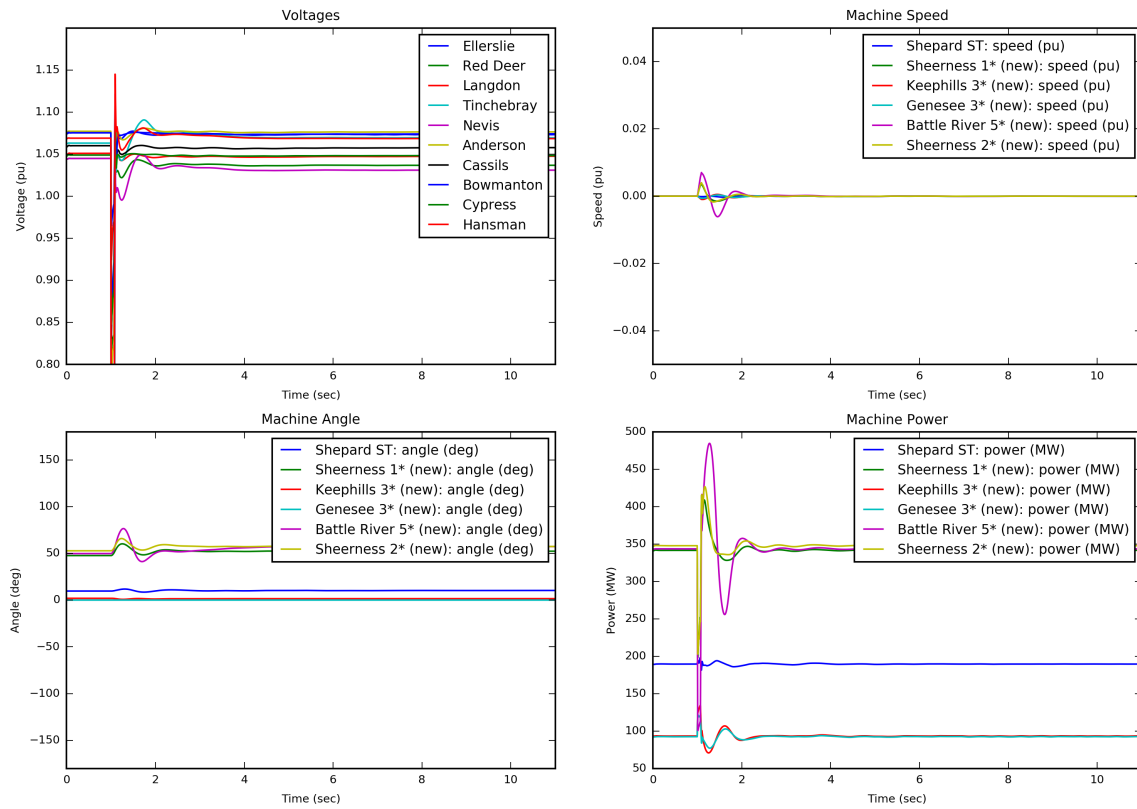 Voltages
1.15
1.10
1.05
1.00
0.95
0.90
0.85
0.80
Voltage (pu)
0 2 4 6 8 10
Time (sec)
Ellerslie
Red Deer
Langdon
Tinchebray
Nevis
Anderson
Cassils
Bowmanton
Cypress
Hansman
Machine Speed
0.04
0.02
0.00
−0.02
−0.04
Speed (pu)
0 2 4 6 8 10
Time (sec)
Shepard ST: speed (pu)
Sheerness 1* (new): speed (pu)
Keephills 3* (new): speed (pu)
Genesee 3* (new): speed (pu)
Battle River 5* (new): speed (pu)
Sheerness 2* (new): speed (pu)
Machine Angle
150
100
50
0
−50
−100
−150
Angle (deg)
0 2 4 6 8 10
Time (sec)
Shepard ST: angle (deg)
Sheerness 1* (new): angle (deg)
Keephills 3* (new): angle (deg)
Genesee 3* (new): angle (deg)
Battle River 5* (new): angle (deg)
Sheerness 2* (new): angle (deg)
Machine Power
500
450
400
350
300
250
200
150
100
50
Power (MW)
0 2 4 6 8 10
Time (sec)
Shepard ST: power (MW)
Sheerness 1* (new): power (MW)
Keephills 3* (new): power (MW)
Genesee 3* (new): power (MW)
Battle River 5* (new): power (MW)
Sheerness 2* (new): power (MW)